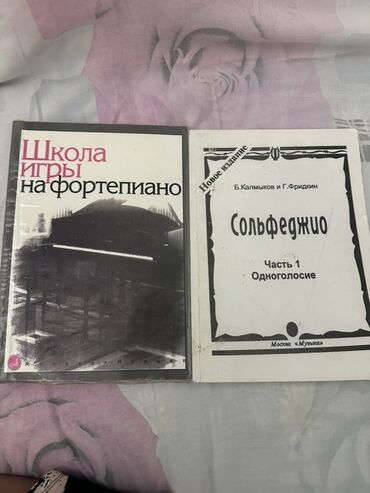 Школа
игры
на фортепиано
Новое издание
Б.Калмыков и Г.Фридкин
Сольфеджио
Часть 1
Одноголосие
Москва «Музыка»